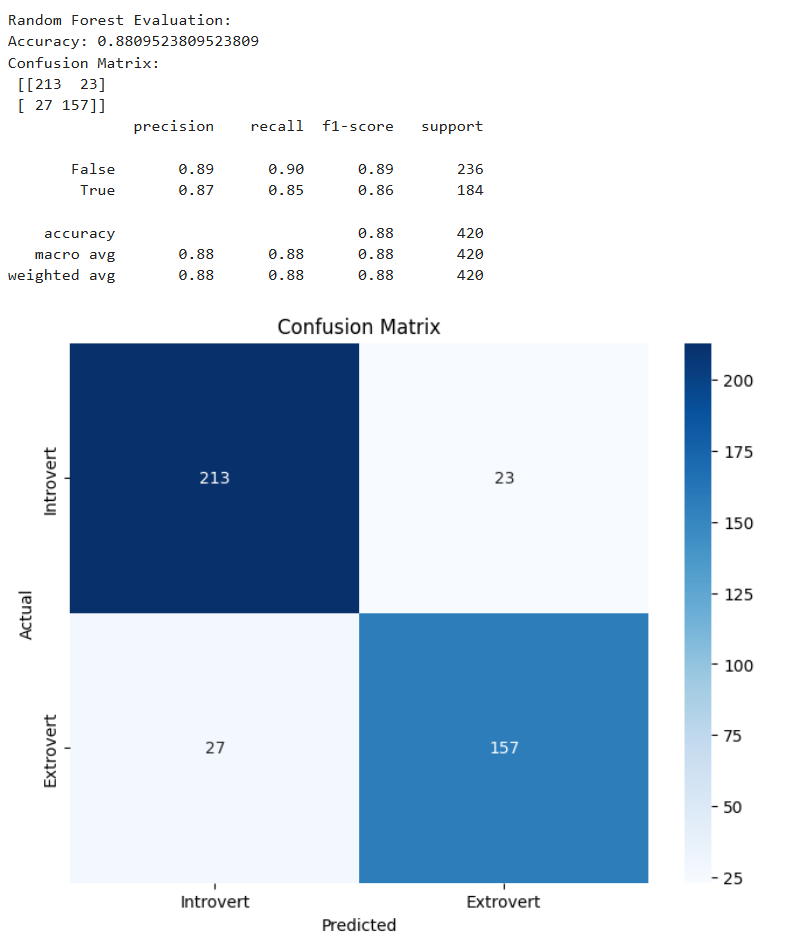 Random Forest Evaluation:
Accuracy: 0.8809523809523809
Confusion Matrix:
[[213  23]
[ 27 157]]
precision    recall  f1-score   support
False       0.89      0.90      0.89       236
True       0.87      0.85      0.86       184
accuracy                           0.88       420
macro avg       0.88      0.88      0.88       420
weighted avg       0.88      0.88      0.88       420
Confusion Matrix
Actual
Introvert
Extrovert
213
23
27
157
Introvert
Extrovert
Predicted
200
175
150
125
100
75
50
25